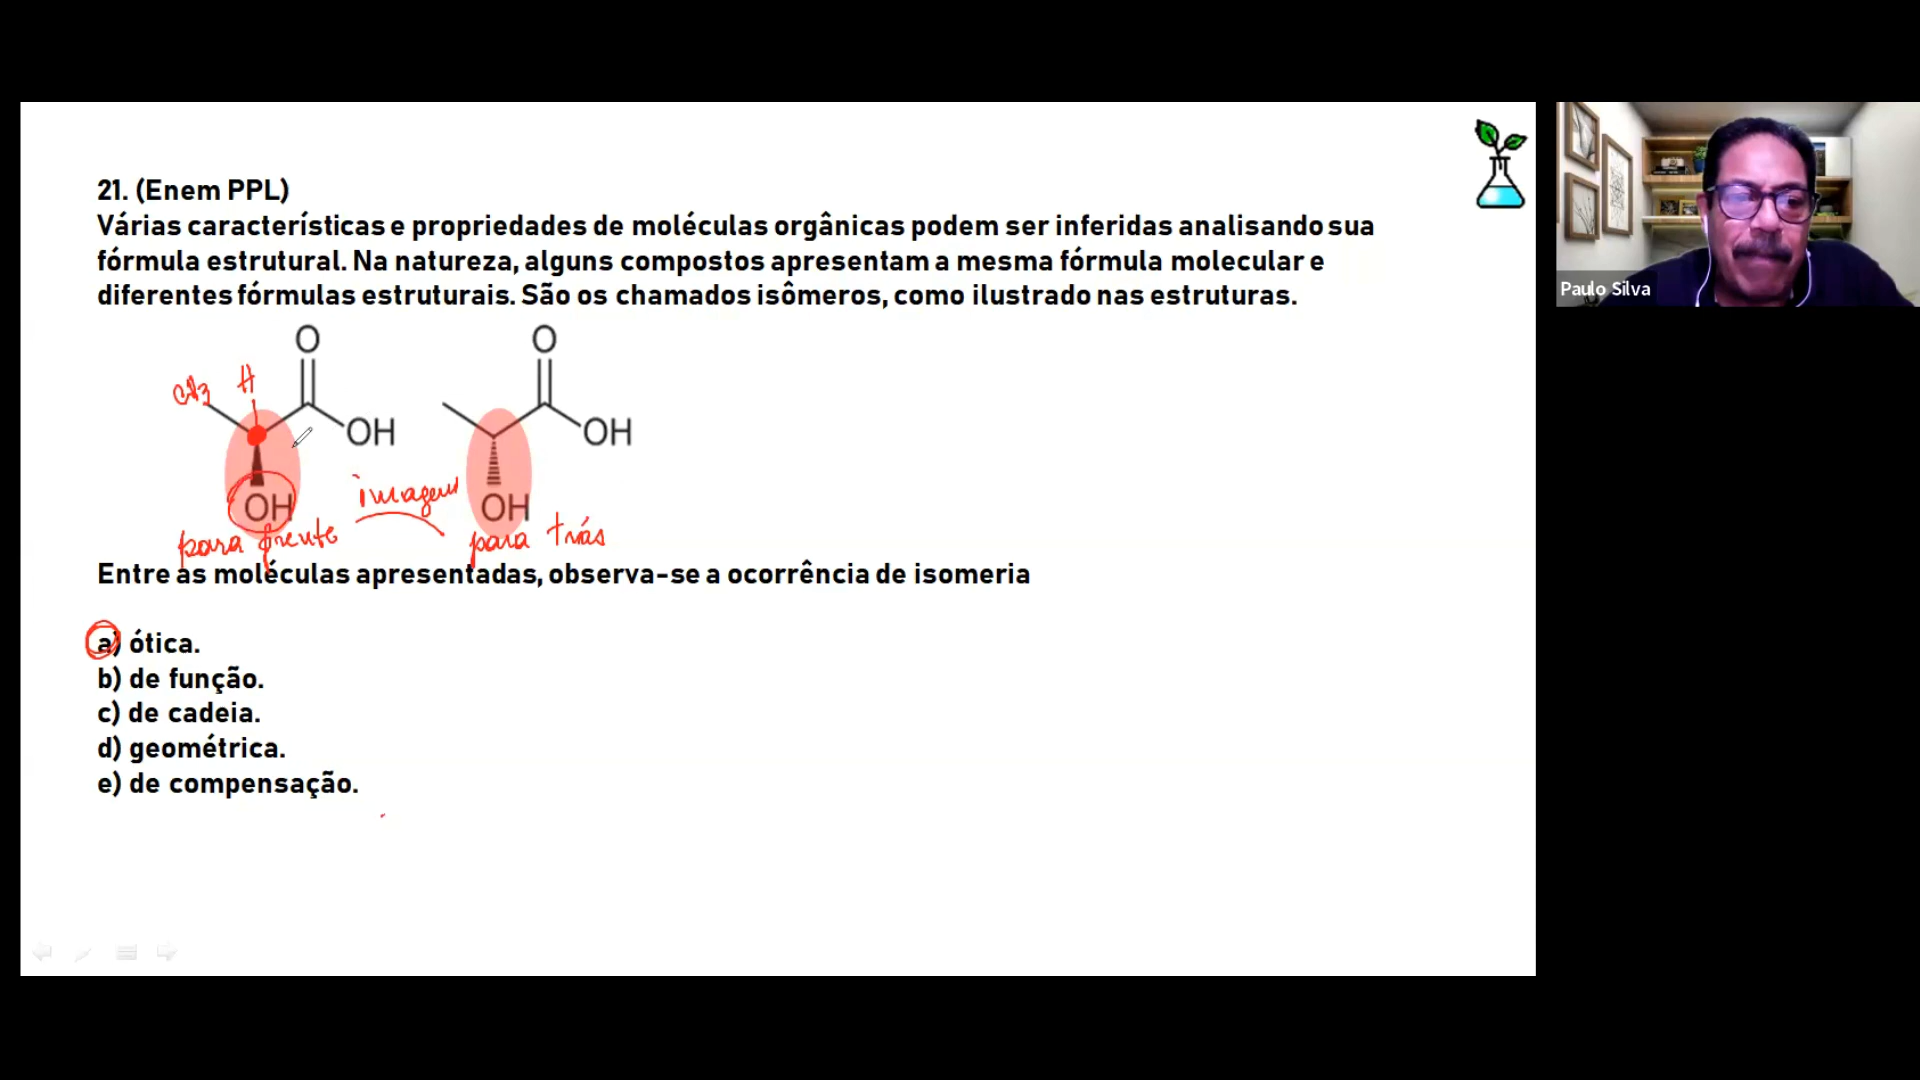 21. (Enem PPL)
Várias características e propriedades de moléculas orgânicas podem ser inferidas analisando sua
fórmula estrutural. Na natureza, alguns compostos apresentam a mesma fórmula molecular e
diferentes fórmulas estruturais. São os chamados isômeros, como ilustrado nas estruturas.
Paulo Silva
O
O
CH3
H
OH
OH
OH
OH
imagem
para frente
para trás
Entre as moléculas apresentadas, observa-se a ocorrência de isomeria
a) ótica.
b) de função.
c) de cadeia.
d) geométrica.
e) de compensação.